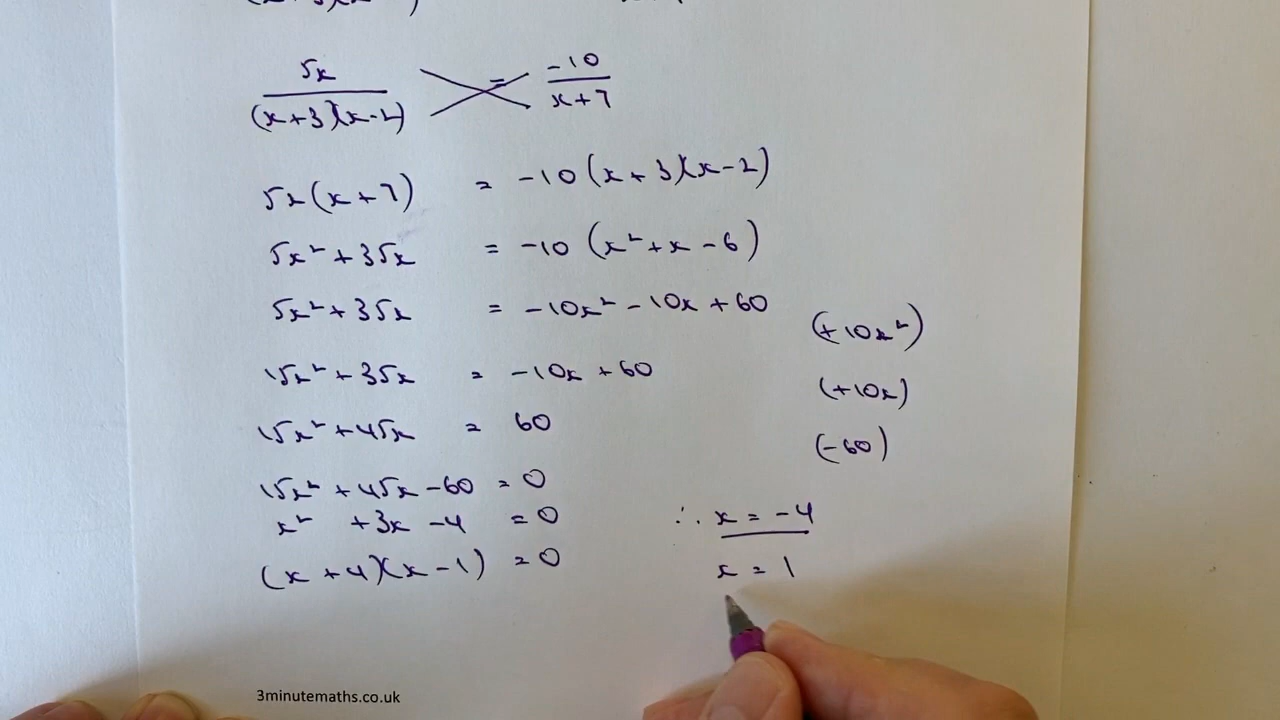 5x / (x+3)(x-2) = -10 / x+7
5x(x+7) = -10(x+3)(x-2)
5x²+35x = -10(x²+x-6)
5x²+35x = -10x²-10x+60
(+10x²)
15x²+35x = -10x+60
(+10x)
15x²+45x = 60
(-60)
15x²+45x-60 = 0
x²+3x-4 = 0
∴ x = -4
(x+4)(x-1) = 0
x = 1
3minutemaths.co.uk